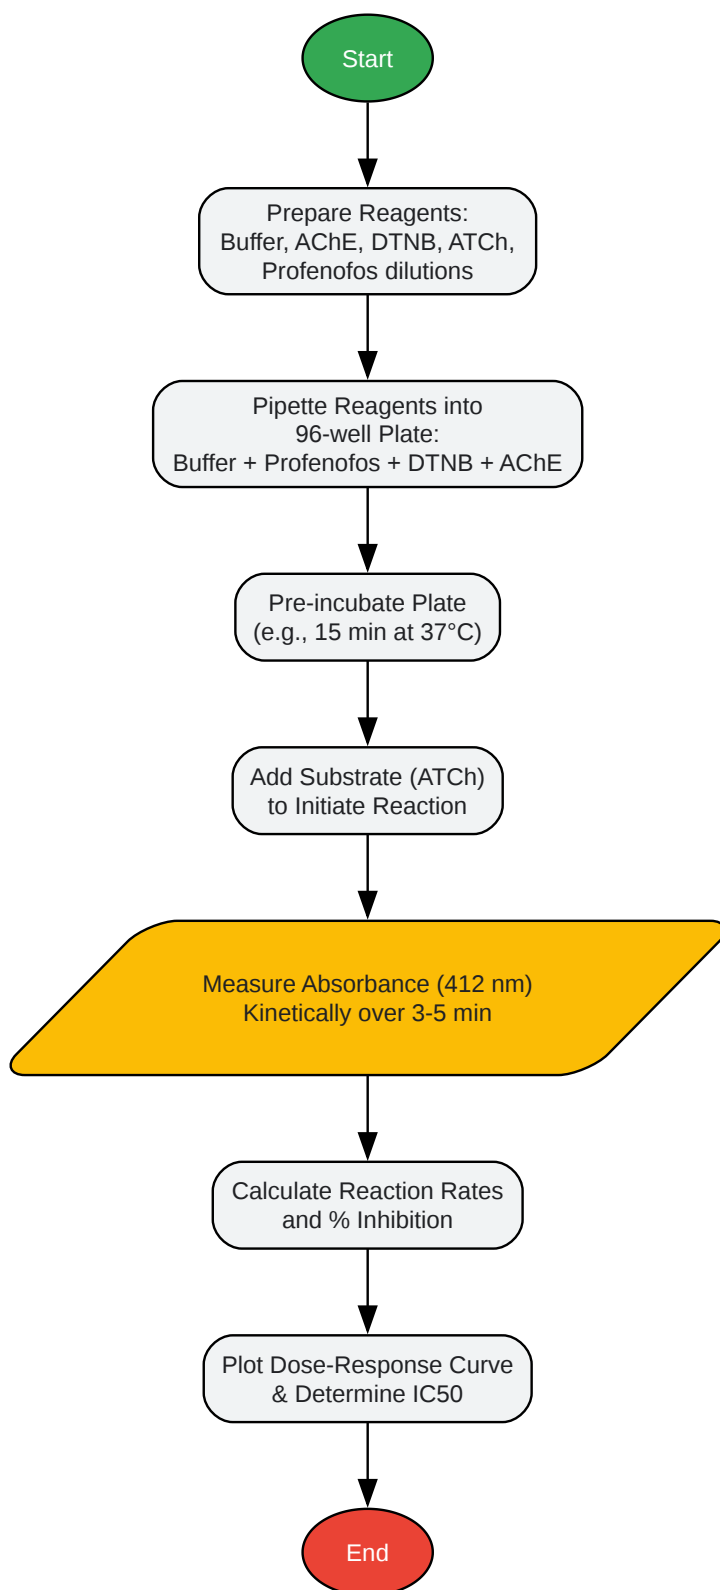 Start
Prepare Reagents:
Buffer, AChE, DTNB, ATCh,
Profenofos dilutions
Pipette Reagents into
96-well Plate:
Buffer + Profenofos + DTNB + AChE
Pre-incubate Plate
(e.g., 15 min at 37°C)
Add Substrate (ATCh)
to Initiate Reaction
Measure Absorbance (412 nm)
Kinetically over 3-5 min
Calculate Reaction Rates
and % Inhibition
Plot Dose-Response Curve
& Determine IC50
End